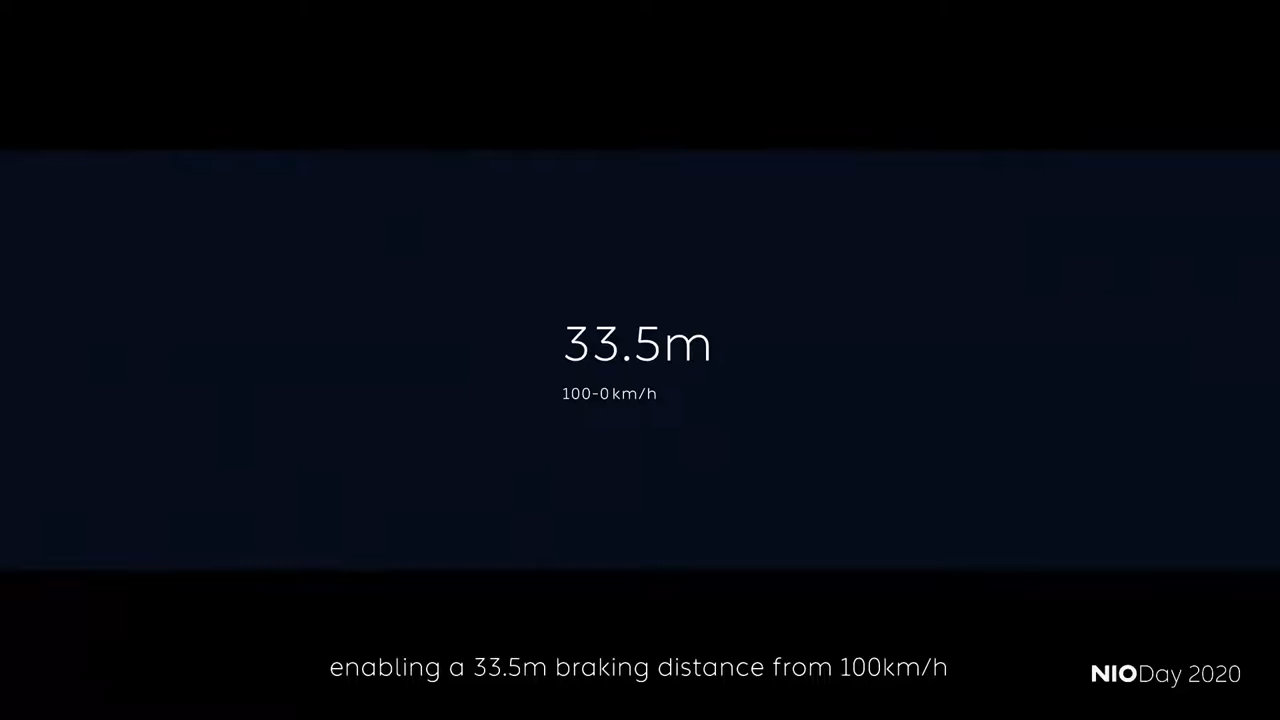 33.5m
100-0km/h
enabling a 33.5m braking distance from 100km/h
NIODay 2020